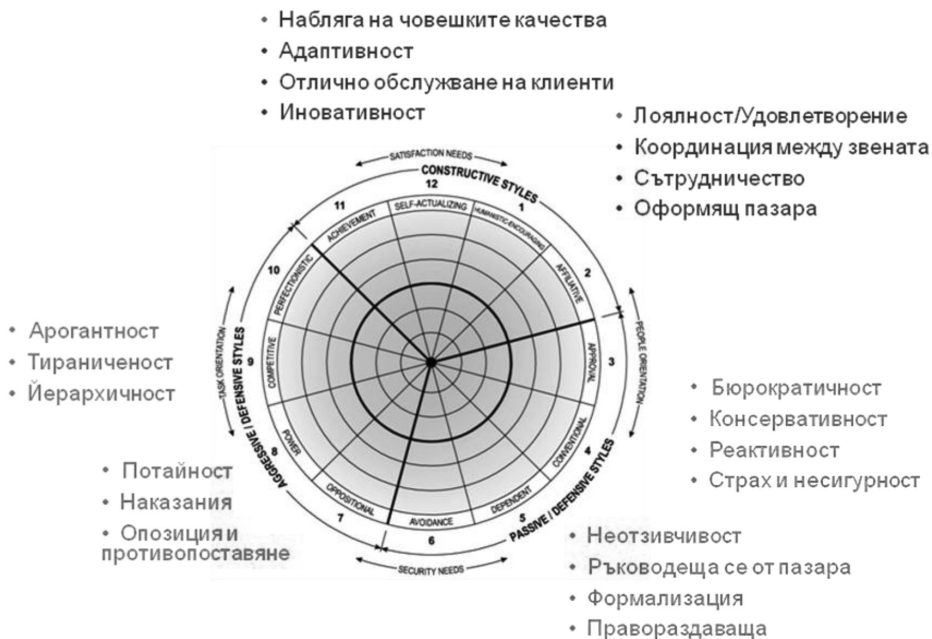 • Набляга на човешките качества
• Адаптивност
• Отлично обслужване на клиенти
• Иновативност
• Лоялност/Удовлетворение
• Координация между звената
• Сътрудничество
• Оформящ пазара
SATISFACTION NEEDS
CONSTRUCTIVE STYLES
12
11
1
SELF-ACTUALIZING
ACHIEVEMENT
HUMANISTIC-ENCOURAGING
10
2
PERFECTIONISTIC
AFFILIATIVE
TASK ORIENTATION
AGGRESSIVE / DEFENSIVE STYLES
9
COMPETITIVE
APPROVAL
3
PEOPLE ORIENTATION
• Арогантност
• Тираниченост
• Йерархичност
• Бюрократичност
• Консервативност
• Реактивност
• Страх и несигурност
8
POWER
CONVENTIONAL
4
PASSIVE / DEFENSIVE STYLES
• Потайност
• Наказания
• Опозиция и
противопоставяне
OPPOSITIONAL
DEPENDENT
7
AVOIDANCE
5
6
SECURITY NEEDS
• Неотзивчивост
• Ръководеща се от пазара
• Формализация
• Правораздаваща